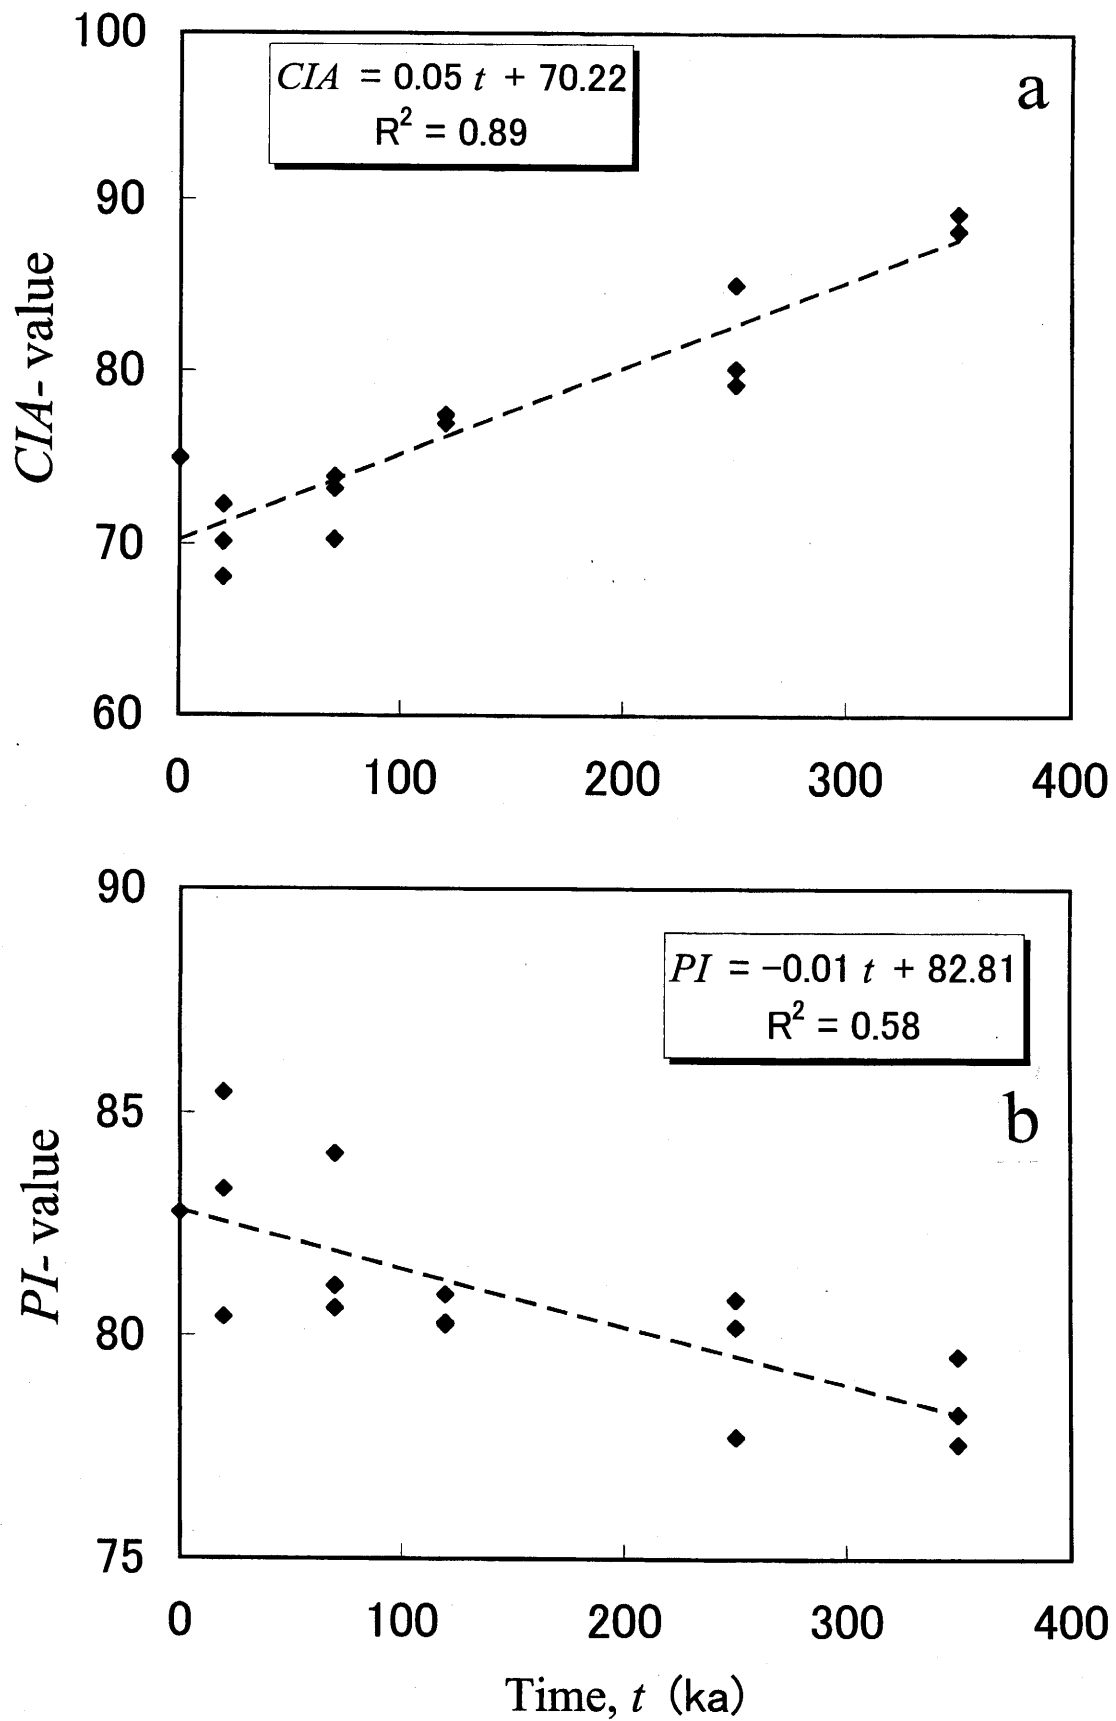 100
CIA = 0.05 t + 70.22
R² = 0.89
a
90
80
70
60
CIA- value
0 100 200 300 400
90
PI = −0.01 t + 82.81
R² = 0.58
b
85
80
75
PI- value
0 100 200 300 400
Time, t (ka)